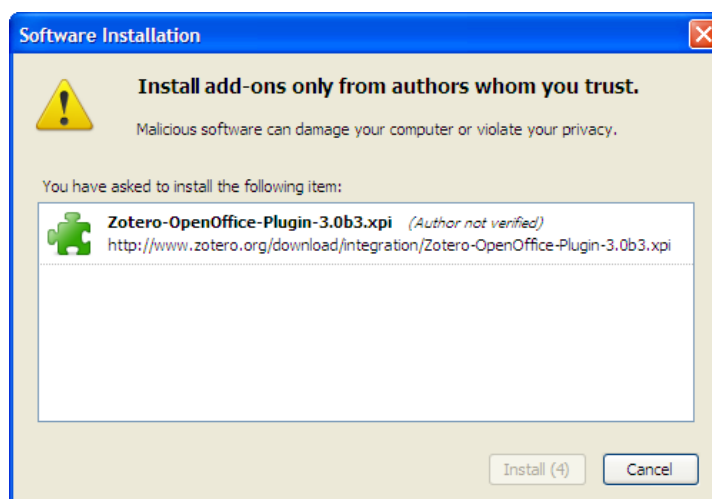 Software Installation
Install add-ons only from authors whom you trust.
Malicious software can damage your computer or violate your privacy.
You have asked to install the following item:
Zotero-OpenOffice-Plugin-3.0b3.xpi (Author not verified)
http://www.zotero.org/download/integration/Zotero-OpenOffice-Plugin-3.0b3.xpi
Install (4) Cancel